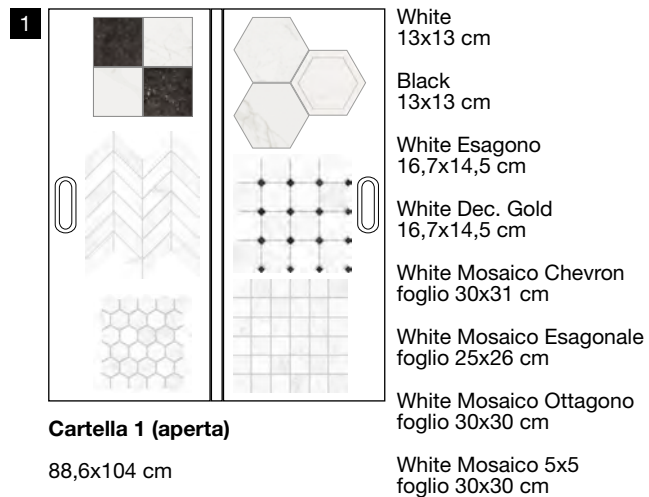 1
White
13x13 cm
Black
13x13 cm
White Esagono
16,7x14,5 cm
White Dec. Gold
16,7x14,5 cm
White Mosaico Chevron
foglio 30x31 cm
White Mosaico Esagonale
foglio 25x26 cm
White Mosaico Ottagono
foglio 30x30 cm
White Mosaico 5x5
foglio 30x30 cm
Cartella 1 (aperta)
88,6x104 cm